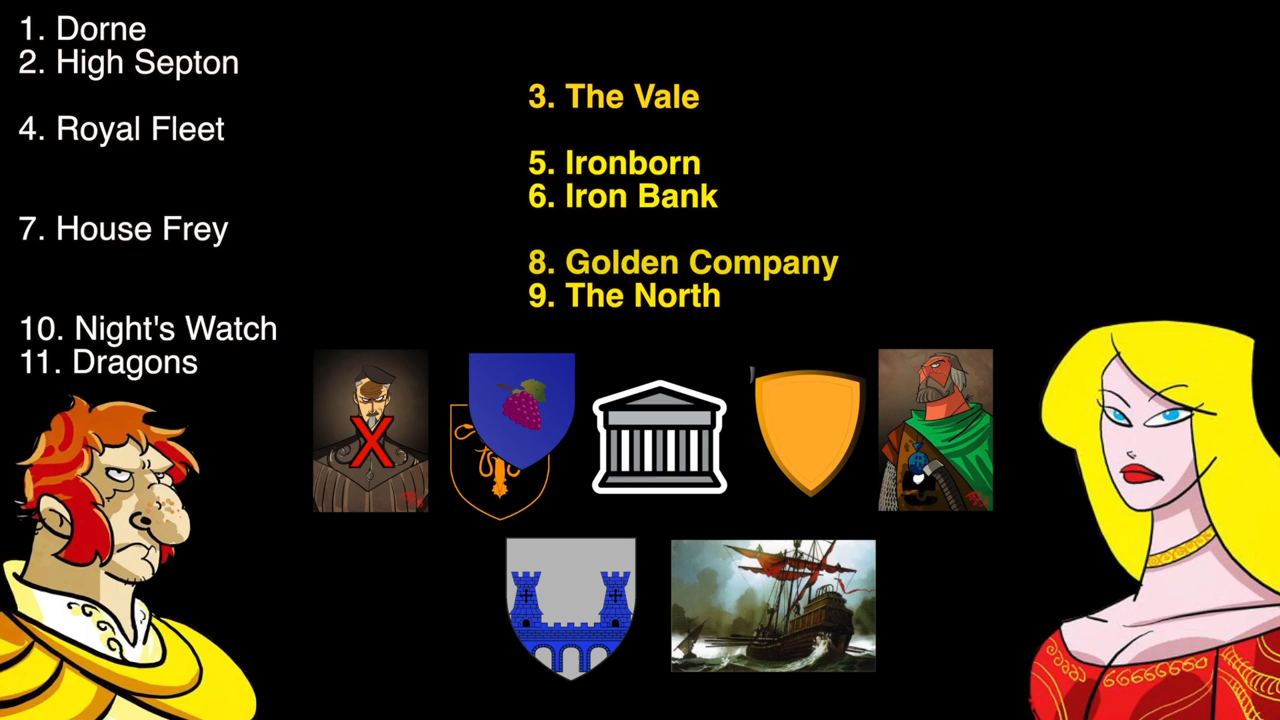 1. Dorne
2. High Septon
3. The Vale
4. Royal Fleet
5. Ironborn
6. Iron Bank
7. House Frey
8. Golden Company
9. The North
10. Night's Watch
11. Dragons
X